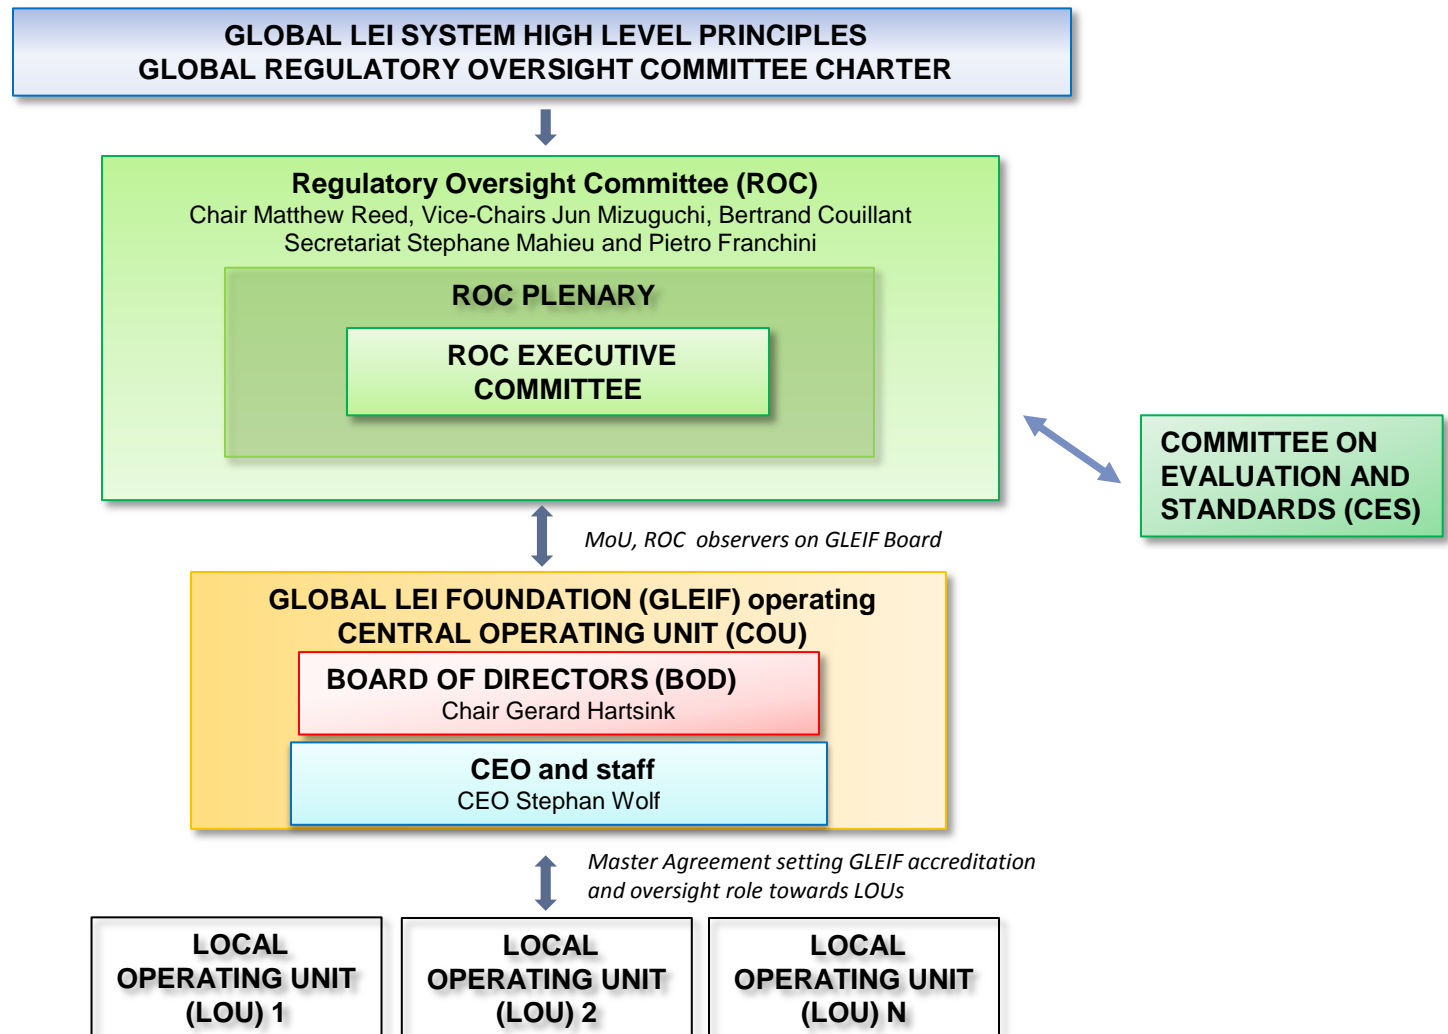 GLOBAL LEI SYSTEM HIGH LEVEL PRINCIPLES
GLOBAL REGULATORY OVERSIGHT COMMITTEE CHARTER
Regulatory Oversight Committee (ROC)
Chair Matthew Reed, Vice-Chairs Jun Mizuguchi, Bertrand Couillant
Secretariat Stephane Mahieu and Pietro Franchini
ROC PLENARY
ROC EXECUTIVE
COMMITTEE
COMMITTEE ON
EVALUATION AND
STANDARDS (CES)
MoU, ROC observers on GLEIF Board
GLOBAL LEI FOUNDATION (GLEIF) operating
CENTRAL OPERATING UNIT (COU)
BOARD OF DIRECTORS (BOD)
Chair Gerard Hartsink
CEO and staff
CEO Stephan Wolf
Master Agreement setting GLEIF accreditation
and oversight role towards LOUs
LOCAL
OPERATING UNIT
(LOU) 1
LOCAL
OPERATING UNIT
(LOU) 2
LOCAL
OPERATING UNIT
(LOU) N